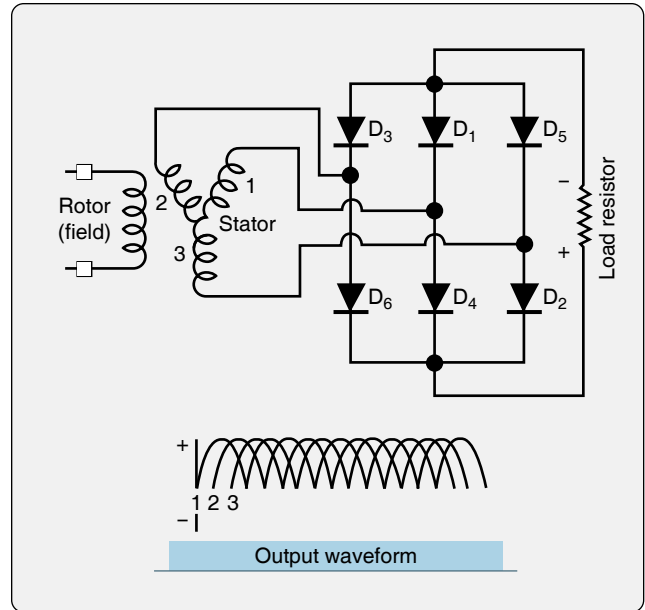 D3
D1
D5
1
2
Rotor
(field)
Stator
3
−
+
Load resistor
D6
D4
D2
+
1 2 3
−
Output waveform